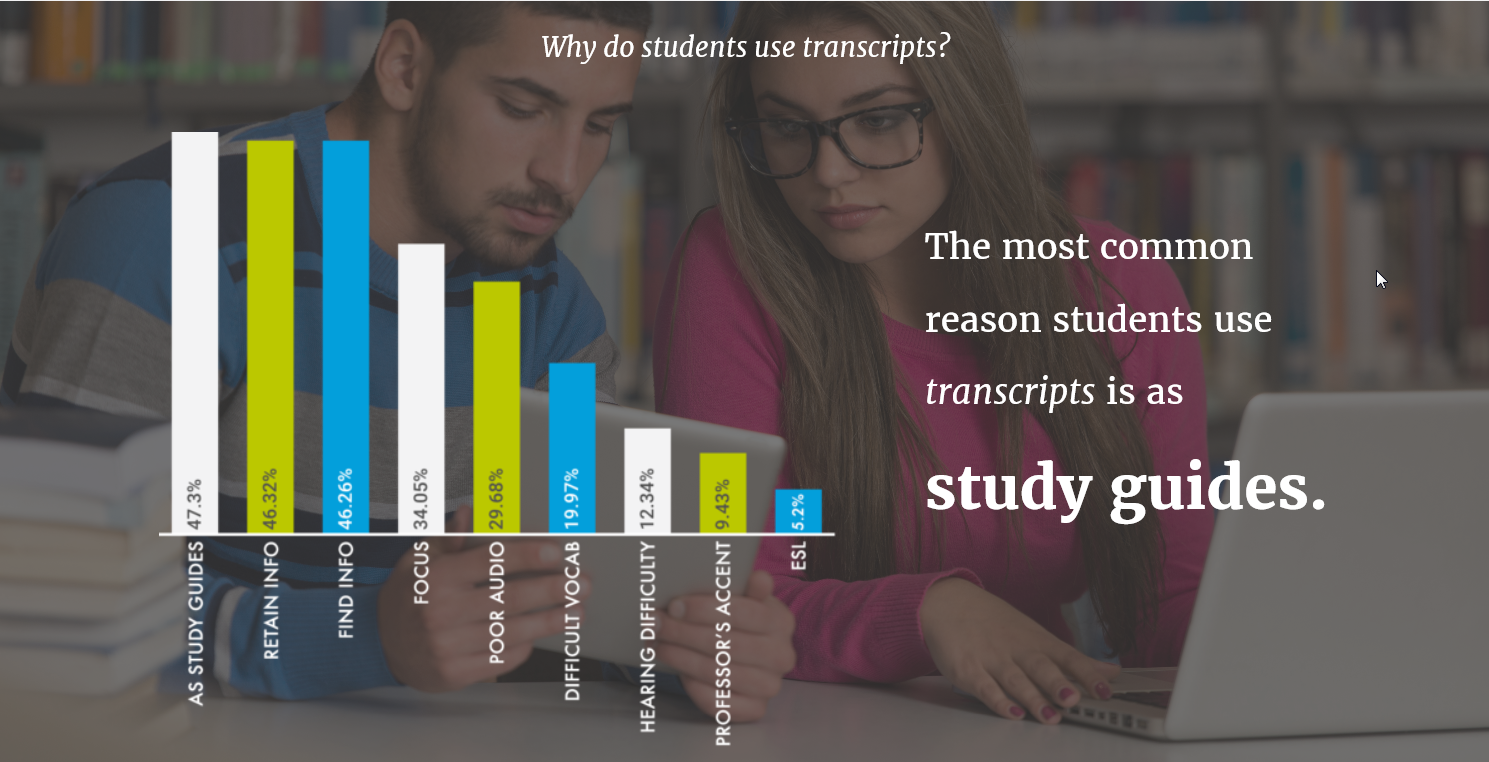 Why do students use transcripts?
47.3%
46.32%
46.26%
34.05%
29.68%
19.97%
12.34%
9.43%
5.2%
AS STUDY GUIDES
RETAIN INFO
FIND INFO
FOCUS
POOR AUDIO
DIFFICULT VOCAB
HEARING DIFFICULTY
PROFESSOR'S ACCENT
ESL
The most common
reason students use
transcripts is as
study guides.